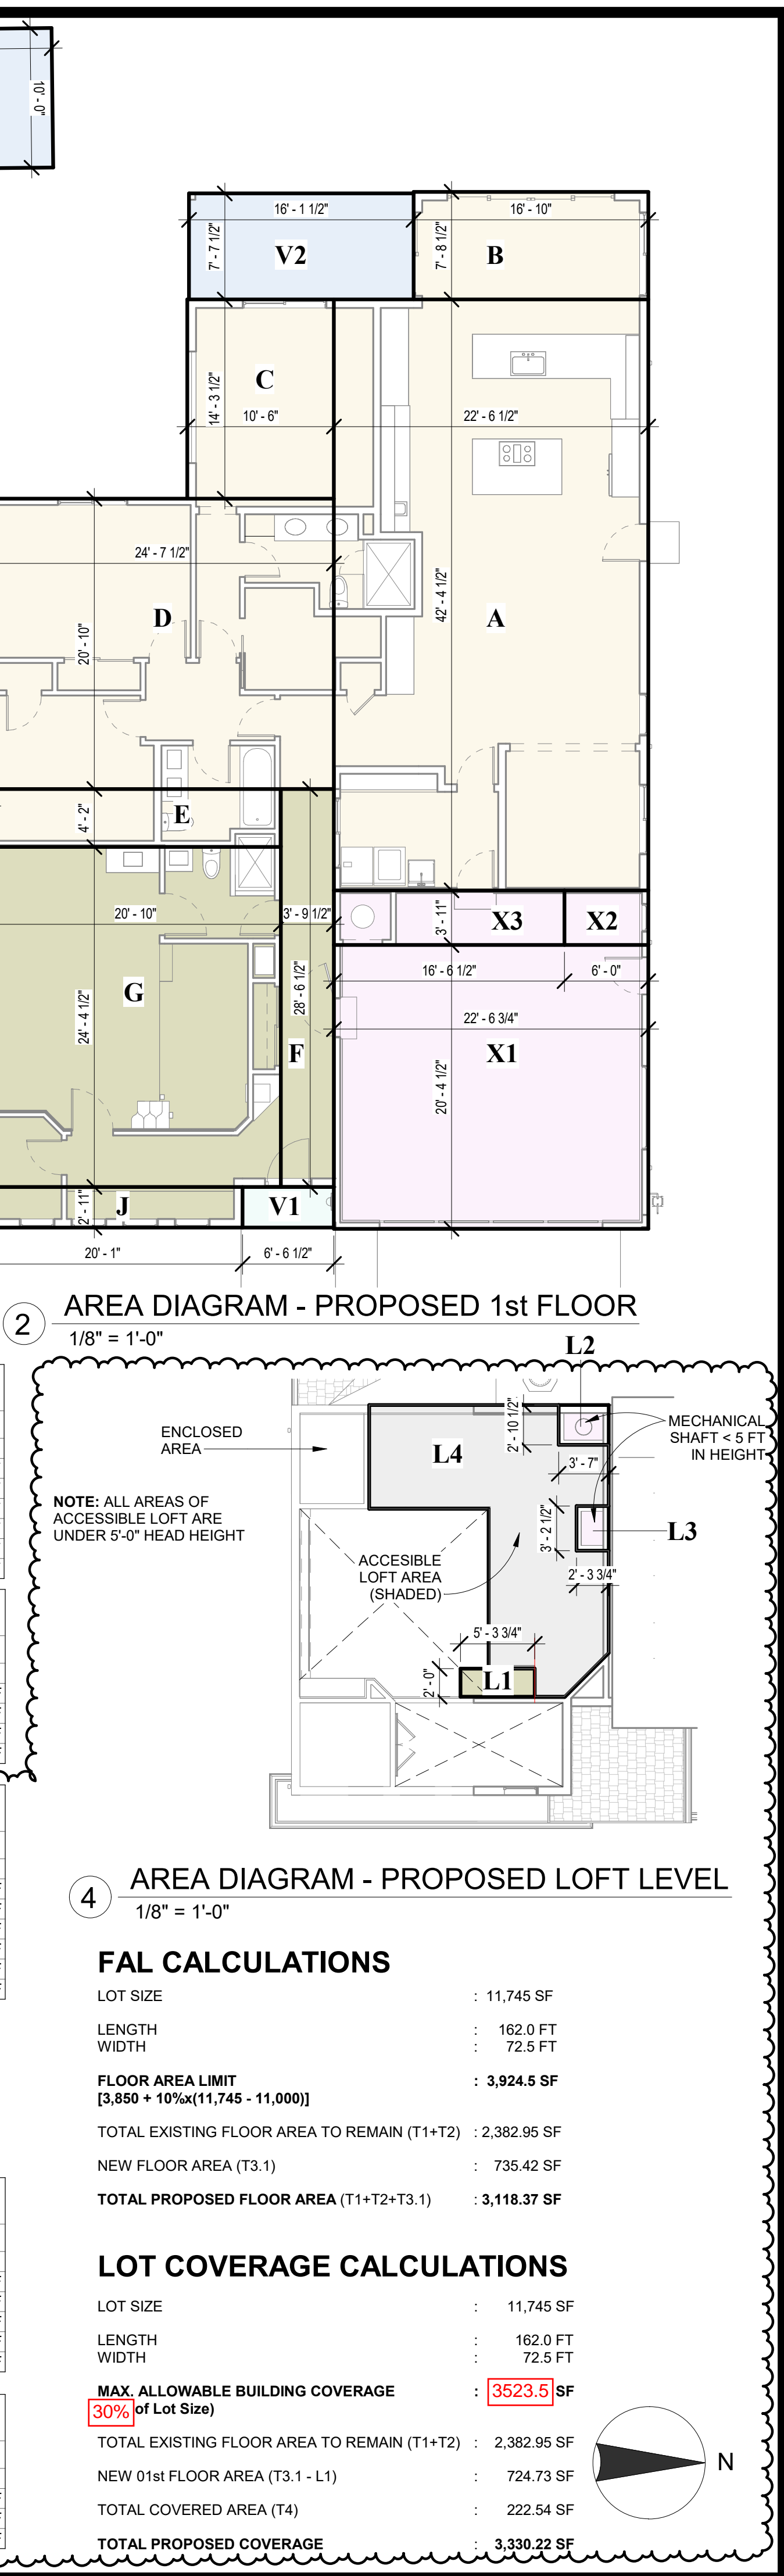 10' - 0"
16' - 1 1/2"
16' - 10"
7' - 7 1/2"
V2
7' - 8 1/2"
B
C
14' - 3 1/2"
10' - 6"
22' - 6 1/2"
24' - 7 1/2"
D
20' - 10"
42' - 4 1/2"
A
4' - 2"
E
20' - 10"
3' - 9 1/2"
3' - 11"
X3
X2
G
24' - 4 1/2"
28' - 6 1/2"
F
16' - 6 1/2"
6' - 0"
22' - 6 3/4"
X1
20' - 4 1/2"
2' - 11"
J
V1
20' - 1"
6' - 6 1/2"
2
AREA DIAGRAM - PROPOSED 1st FLOOR
1/8" = 1'-0"
L2
ENCLOSED
AREA
L4
2' - 10 1/2"
MECHANICAL
SHAFT < 5 FT
IN HEIGHT
3' - 7"
NOTE: ALL AREAS OF
ACCESSIBLE LOFT ARE
UNDER 5'-0" HEAD HEIGHT
3' - 2 1/2"
L3
ACCESIBLE
LOFT AREA
(SHADED)
2' - 3 3/4"
5' - 3 3/4"
2' - 0"
L1
4
AREA DIAGRAM - PROPOSED LOFT LEVEL
1/8" = 1'-0"
FAL CALCULATIONS
LOT SIZE : 11,745 SF
LENGTH : 162.0 FT
WIDTH : 72.5 FT
FLOOR AREA LIMIT : 3,924.5 SF
[3,850 + 10%x(11,745 - 11,000)]
TOTAL EXISTING FLOOR AREA TO REMAIN (T1+T2) : 2,382.95 SF
NEW FLOOR AREA (T3.1) : 735.42 SF
TOTAL PROPOSED FLOOR AREA (T1+T2+T3.1) : 3,118.37 SF
LOT COVERAGE CALCULATIONS
LOT SIZE : 11,745 SF
LENGTH : 162.0 FT
WIDTH : 72.5 FT
MAX. ALLOWABLE BUILDING COVERAGE : 3523.5 SF
30% of Lot Size)
TOTAL EXISTING FLOOR AREA TO REMAIN (T1+T2) : 2,382.95 SF
N
NEW 01st FLOOR AREA (T3.1 - L1) : 724.73 SF
TOTAL COVERED AREA (T4) : 222.54 SF
TOTAL PROPOSED COVERAGE : 3,330.22 SF